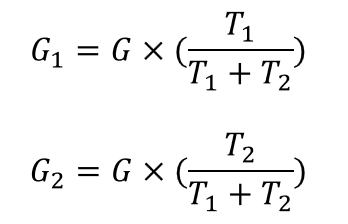 G₁ = G × (T₁ / (T₁ + T₂))
G₂ = G × (T₂ / (T₁ + T₂))